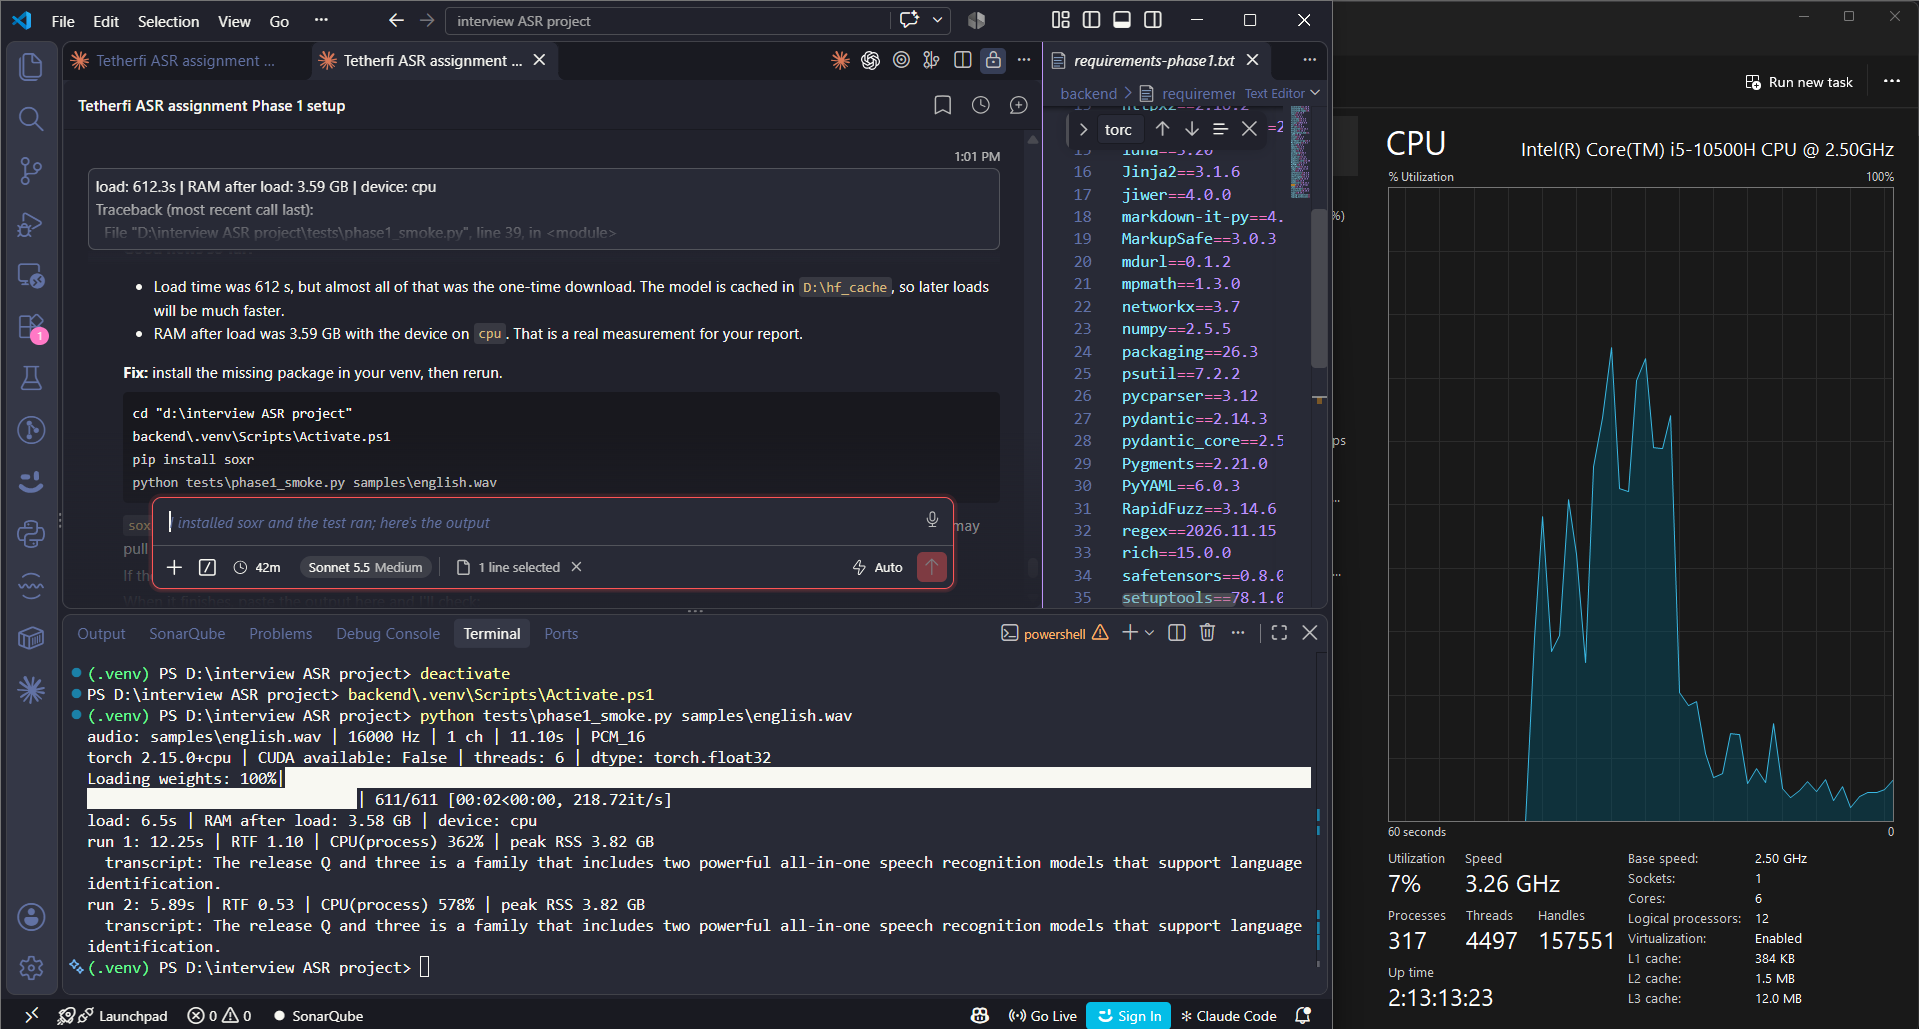 File Edit Selection View Go ··· interview ASR project
Tetherfi ASR assignment ...
Tetherfi ASR assignment ...
Tetherfi ASR assignment Phase 1 setup
1:01 PM
load: 612.3s | RAM after load: 3.59 GB | device: cpu
Traceback (most recent call last):
File "D:\interview ASR project\tests\phase1_smoke.py", line 39, in <module>
• Load time was 612 s, but almost all of that was the one-time download. The model is cached in D:\hf_cache, so later loads
will be much faster.
• RAM after load was 3.59 GB with the device on cpu. That is a real measurement for your report.
Fix: install the missing package in your venv, then rerun.
cd "d:\interview ASR project"
backend\.venv\Scripts\Activate.ps1
pip install soxr
python tests\phase1_smoke.py samples\english.wav
sox
may
pull
If th
I installed soxr and the test ran; here's the output
42m
Sonnet 5.5 Medium
1 line selected
Auto
requirements-phase1.txt
backend > requiremer Text Editor
torc
16 Jinja2==3.1.6
17 jiwer==4.0.0
18 markdown-it-py==4.
19 MarkupSafe==3.0.3
20 mdurl==0.1.2
21 mpmath==1.3.0
22 networkx==3.7
23 numpy==2.5.5
24 packaging==26.3
25 psutil==7.2.2
26 pycparser==3.12
27 pydantic==2.14.3
28 pydantic_core==2.5
29 Pygments==2.21.0
30 PyYAML==6.0.3
31 RapidFuzz==3.14.6
32 regex==2026.11.15
33 rich==15.0.0
34 safetensors==0.8.0
35 setuptools==78.1.0
Output SonarQube Problems Debug Console Terminal Ports
powershell
(.venv) PS D:\interview ASR project> deactivate
PS D:\interview ASR project> backend\.venv\Scripts\Activate.ps1
(.venv) PS D:\interview ASR project> python tests\phase1_smoke.py samples\english.wav
audio: samples\english.wav | 16000 Hz | 1 ch | 11.10s | PCM_16
torch 2.15.0+cpu | CUDA available: False | threads: 6 | dtype: torch.float32
Loading weights: 100%|
| 611/611 [00:02<00:00, 218.72it/s]
load: 6.5s | RAM after load: 3.58 GB | device: cpu
run 1: 12.25s | RTF 1.10 | CPU(process) 362% | peak RSS 3.82 GB
transcript: The release Q and three is a family that includes two powerful all-in-one speech recognition models that support language
identification.
run 2: 5.89s | RTF 0.53 | CPU(process) 578% | peak RSS 3.82 GB
transcript: The release Q and three is a family that includes two powerful all-in-one speech recognition models that support language
identification.
(.venv) PS D:\interview ASR project>
Launchpad 0 0 SonarQube
Go Live Sign In Claude Code
1
Run new task
%)
ps
CPU
Intel(R) Core(TM) i5-10500H CPU @ 2.50GHz
% Utilization 100%
60 seconds 0
Utilization Speed
7% 3.26 GHz
Processes Threads Handles
317 4497 157551
Up time
2:13:13:23
Base speed: 2.50 GHz
Sockets: 1
Cores: 6
Logical processors: 12
Virtualization: Enabled
L1 cache: 384 KB
L2 cache: 1.5 MB
L3 cache: 12.0 MB